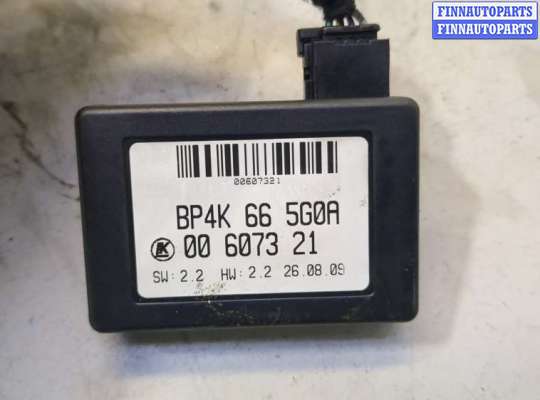 FINNAUTOPARTS
FINNAUTOPARTS
00607321
BP4K 66 5G0A
00 6073 21
SW: 2.2 HW: 2.2 26.08.09